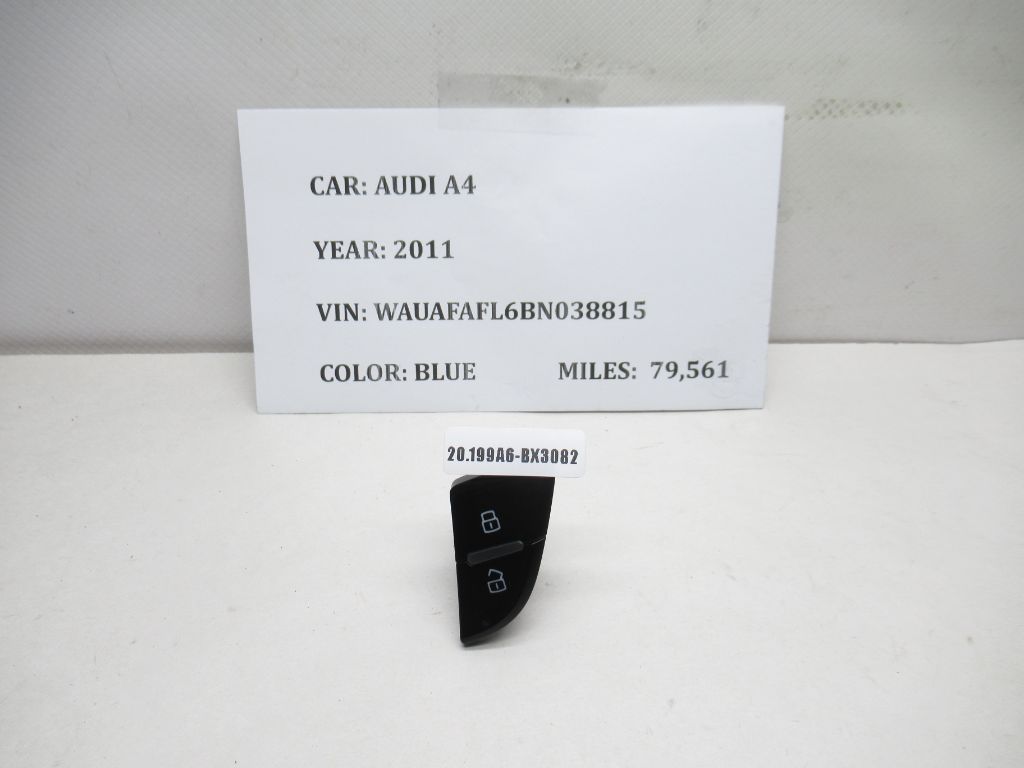 CAR: AUDI A4
YEAR: 2011
VIN: WAUAFAFL6BN038815
COLOR: BLUE MILES: 79,561
20.199A6-BX3082